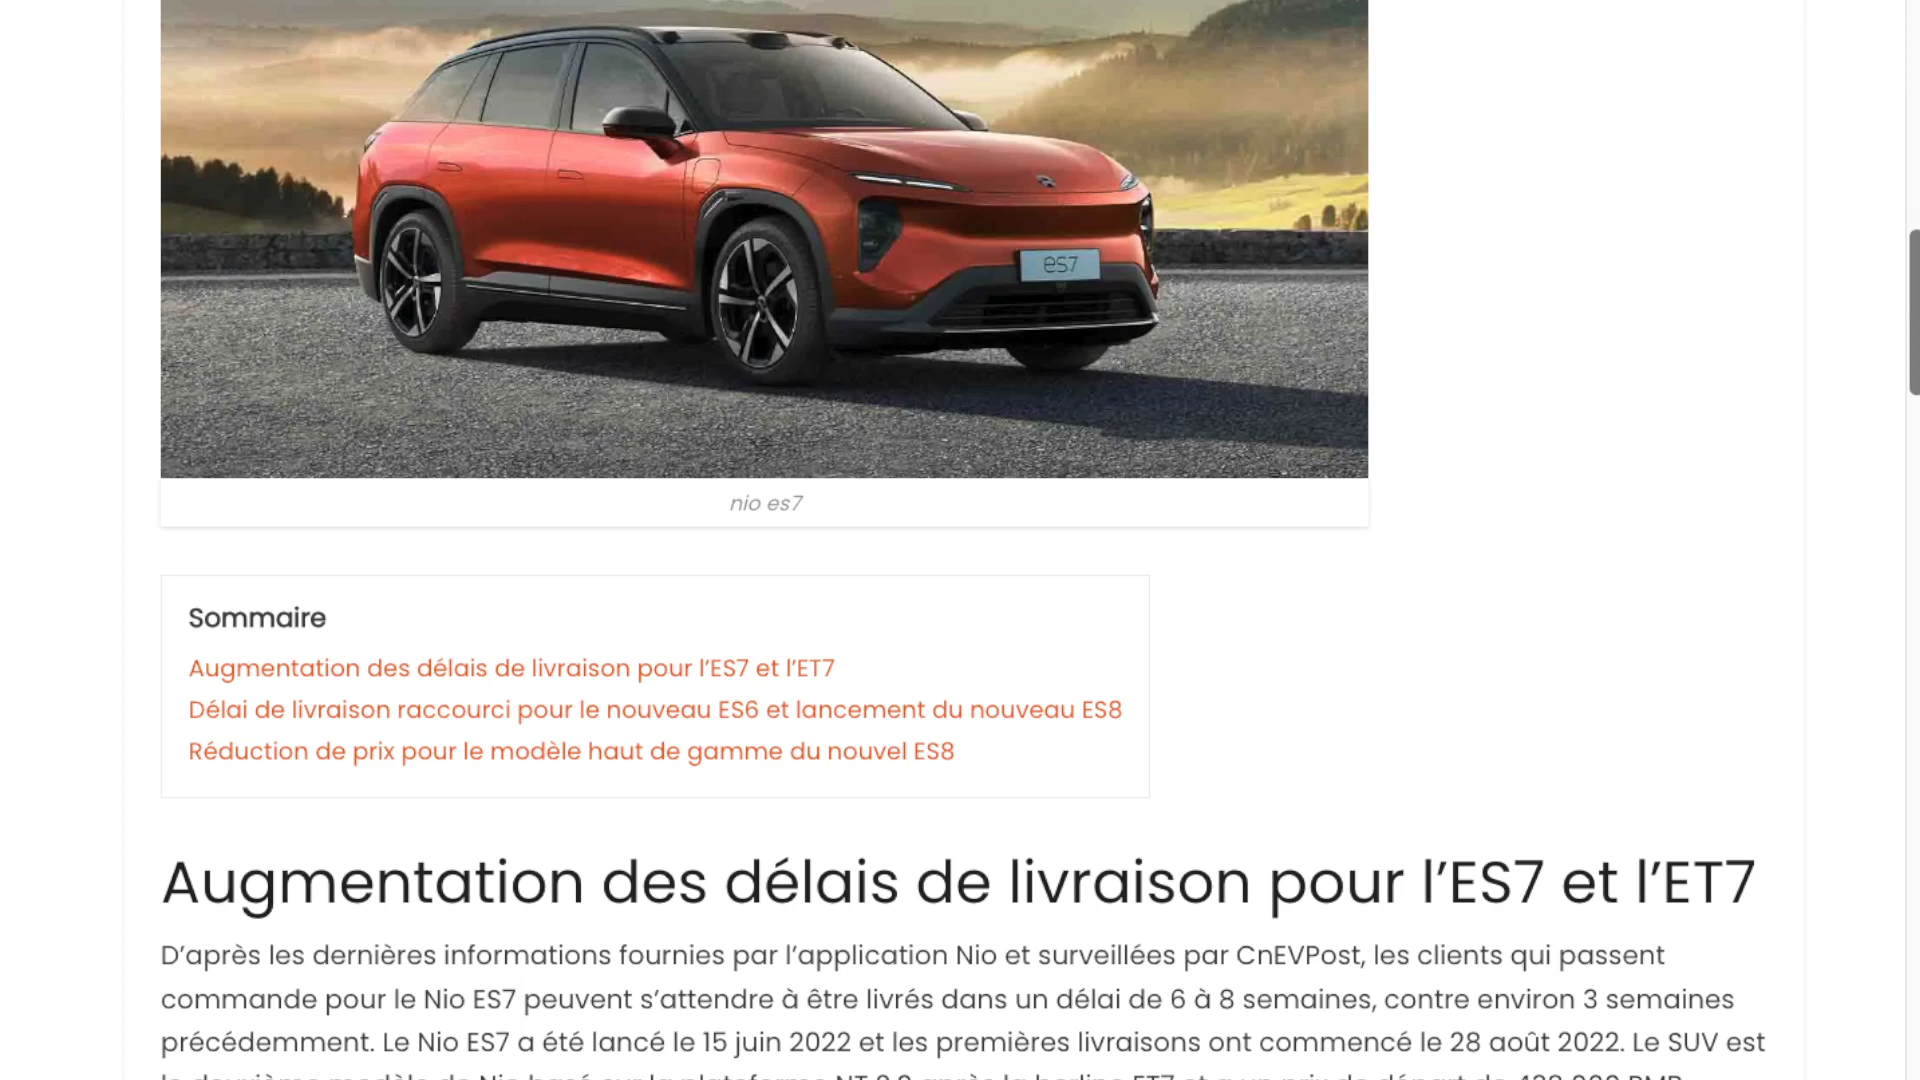 es7
nio es7
Sommaire
Augmentation des délais de livraison pour l’ES7 et l’ET7
Délai de livraison raccourci pour le nouveau ES6 et lancement du nouveau ES8
Réduction de prix pour le modèle haut de gamme du nouvel ES8
Augmentation des délais de livraison pour l’ES7 et l’ET7
D’après les dernières informations fournies par l’application Nio et surveillées par CnEVPost, les clients qui passent
commande pour le Nio ES7 peuvent s’attendre à être livrés dans un délai de 6 à 8 semaines, contre environ 3 semaines
précédemment. Le Nio ES7 a été lancé le 15 juin 2022 et les premières livraisons ont commencé le 28 août 2022. Le SUV est